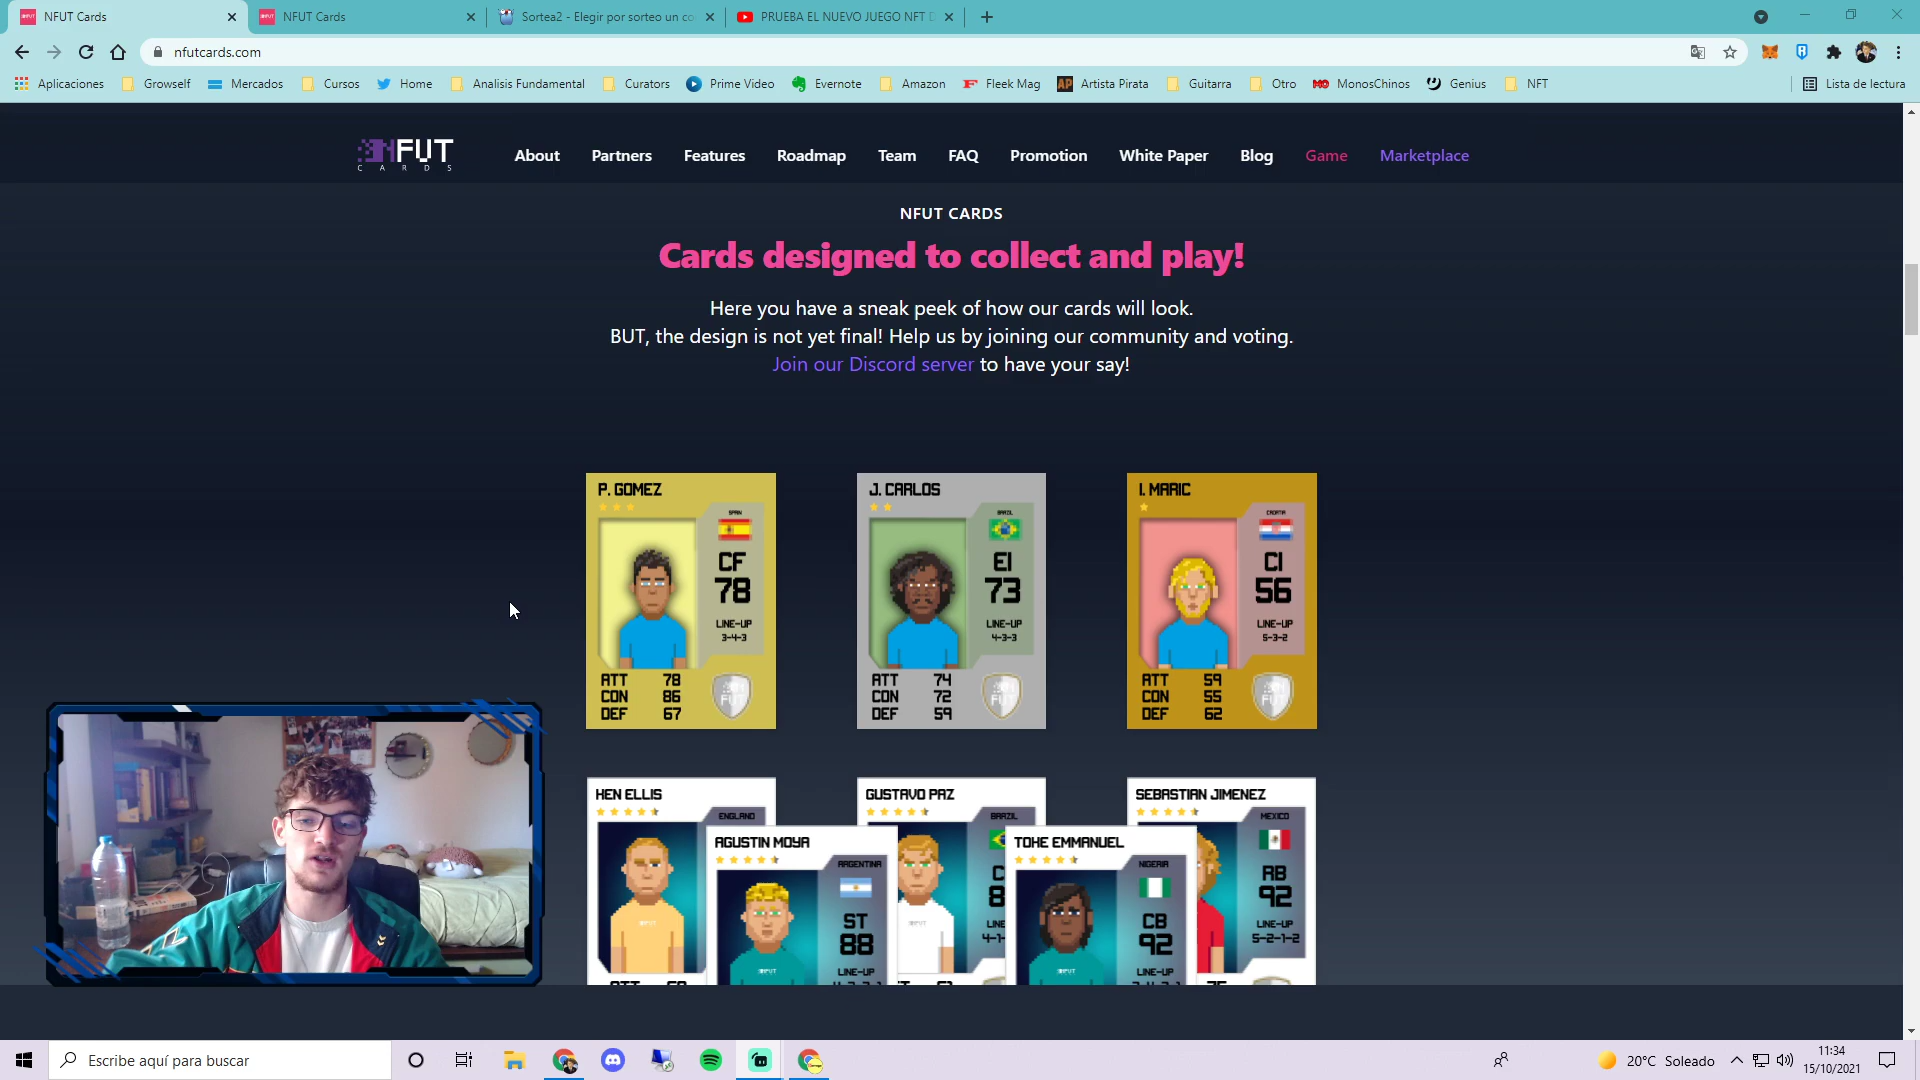 NFUT Cards
NFUT Cards
Sortea2 - Elegir por sorteo un co
PRUEBA EL NUEVO JUEGO NFT D
nfutcards.com
Aplicaciones
Growself
Mercados
Cursos
Home
Analisis Fundamental
Curators
Prime Video
Evernote
Amazon
Fleek Mag
AP Artista Pirata
Guitarra
Otro
MO MonosChinos
Genius
NFT
Lista de lectura
NFUT
CARDS
About
Partners
Features
Roadmap
Team
FAQ
Promotion
White Paper
Blog
Game
Marketplace
NFUT CARDS
Cards designed to collect and play!
Here you have a sneak peek of how our cards will look.
BUT, the design is not yet final! Help us by joining our community and voting.
Join our Discord server to have your say!
P. GOMEZ
SPAIN
CF
78
LINE-UP
3-4-3
ATT 78
CON 86
DEF 67
J. CARLOS
BRAZIL
EI
73
LINE-UP
4-3-3
ATT 74
CON 72
DEF 59
I. MARIC
CROATIA
CI
56
LINE-UP
5-3-2
ATT 59
CON 55
DEF 62
KEN ELLIS
ENGLAND
GUSTAVO PAZ
BRAZIL
SEBASTIAN JIMENEZ
MEXICO
RB
92
LINE-UP
5-2-1-2
AGUSTIN MOYA
ARGENTINA
ST
88
LINE-UP
TOKE EMMANUEL
NIGERIA
CB
92
LINE-UP
Escribe aquí para buscar
20°C Soleado
11:34
15/10/2021